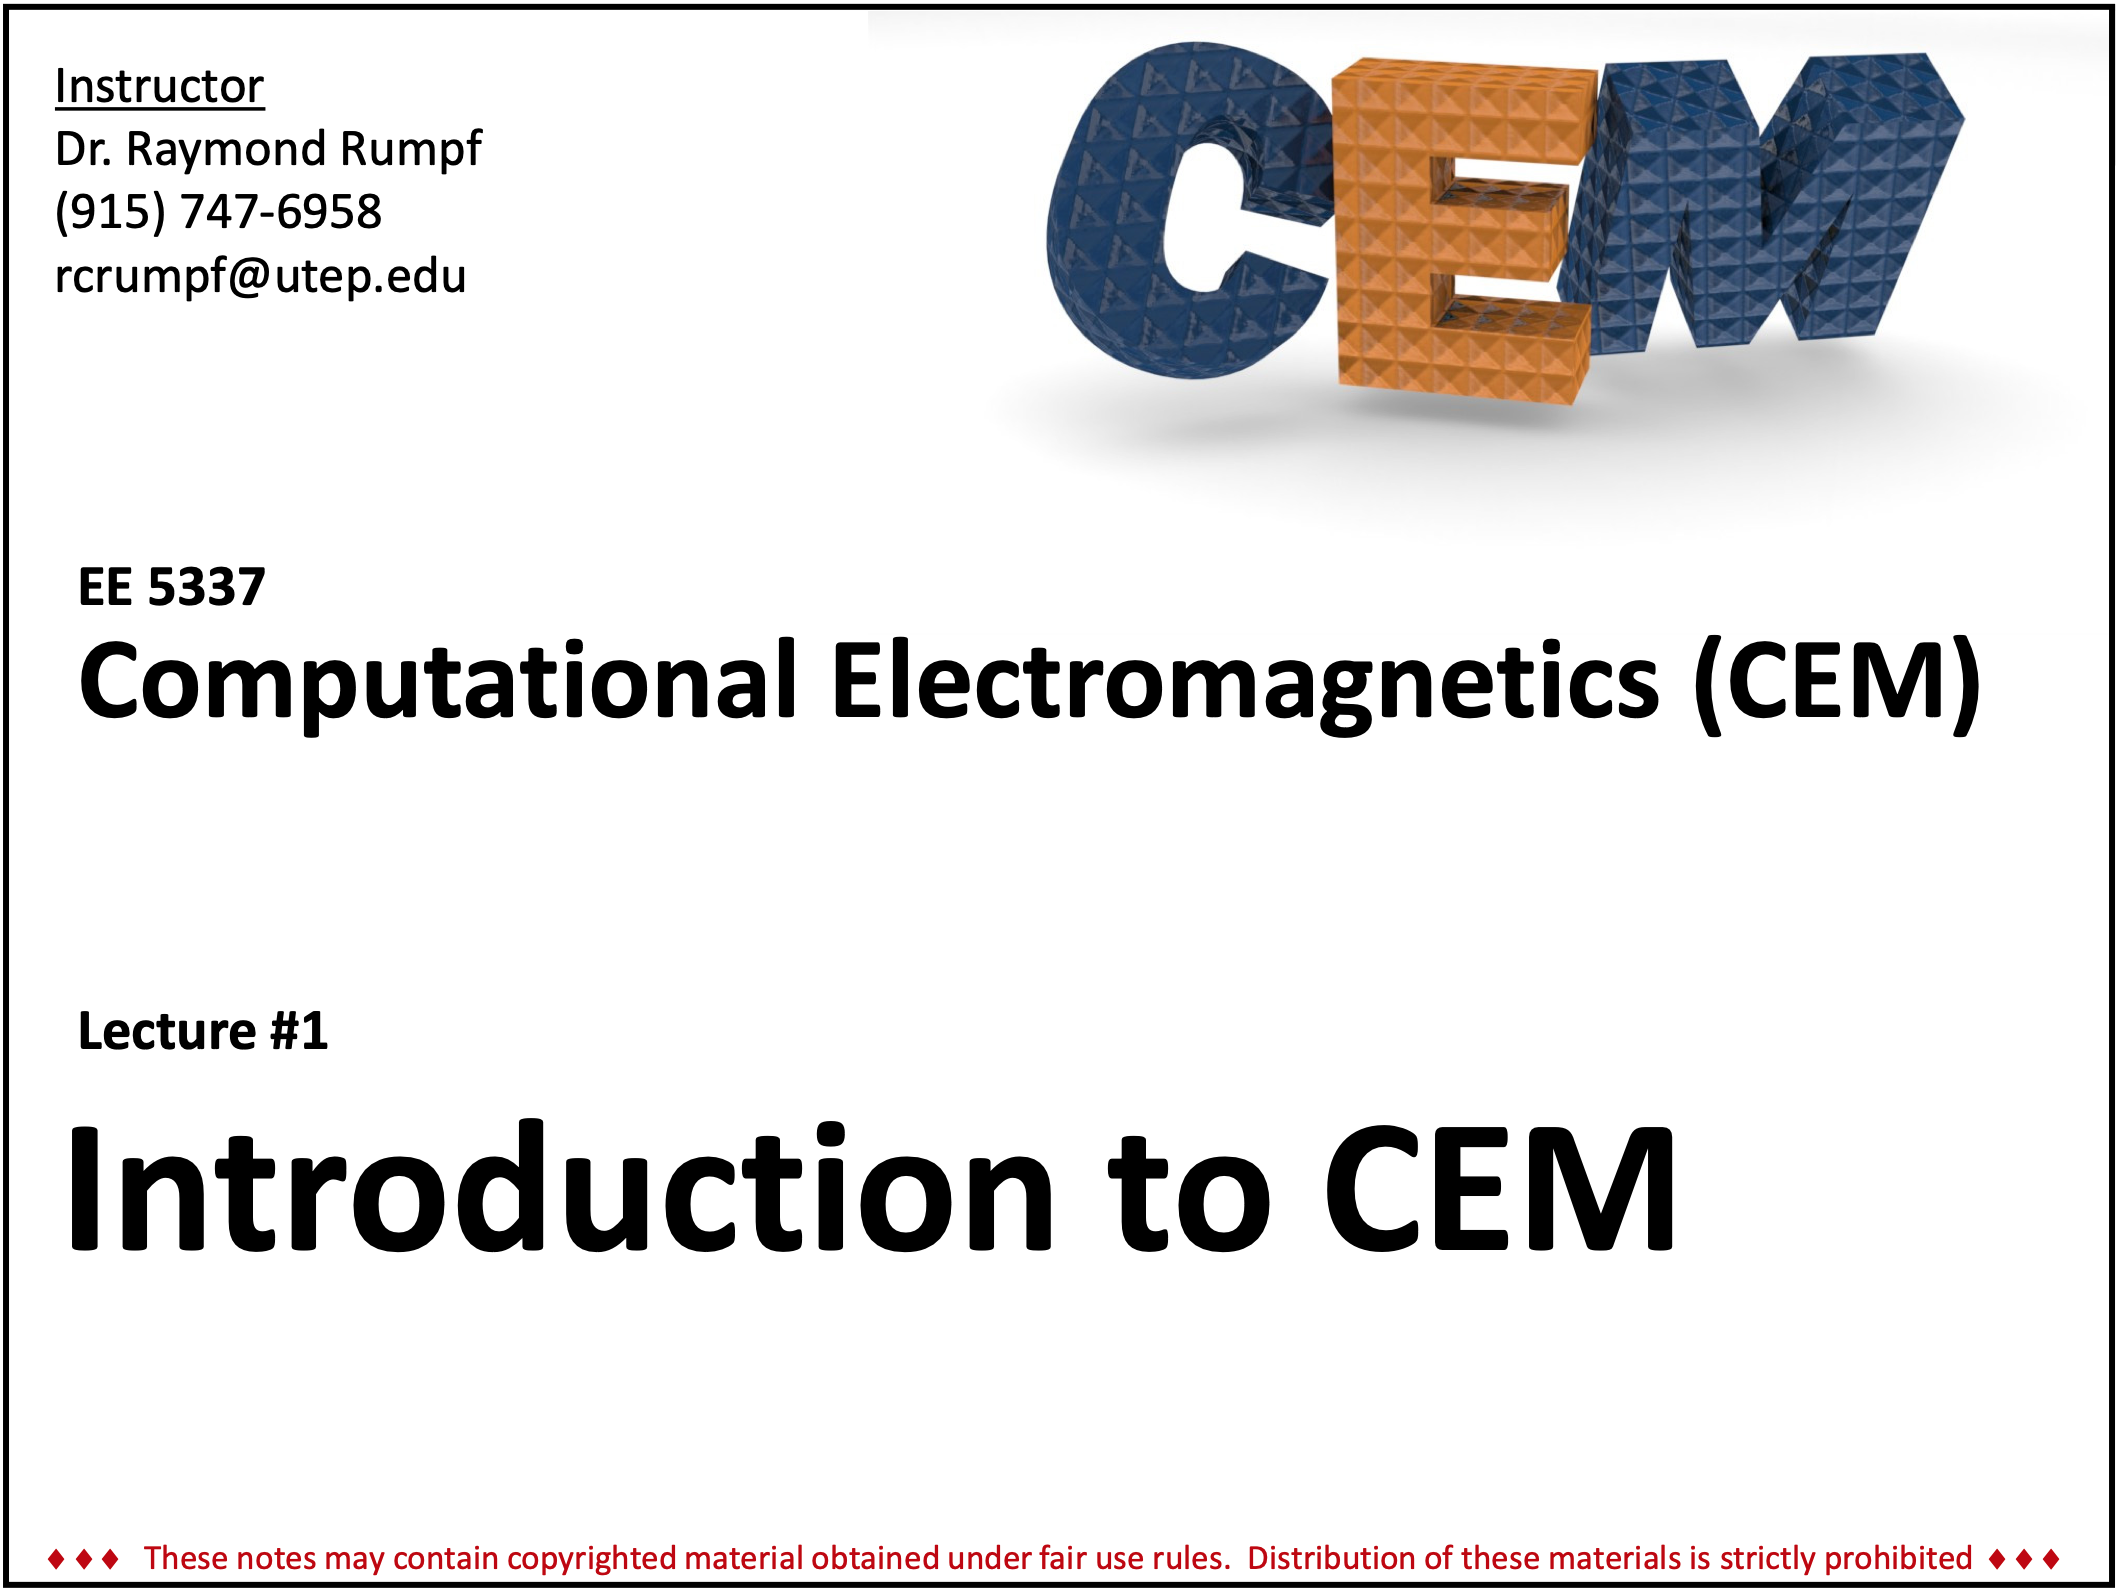 Instructor
Dr. Raymond Rumpf
(915) 747-6958
rcrumpf@utep.edu
CEM
EE 5337
Computational Electromagnetics (CEM)
Lecture #1
Introduction to CEM
♦♦♦ These notes may contain copyrighted material obtained under fair use rules. Distribution of these materials is strictly prohibited ♦♦♦